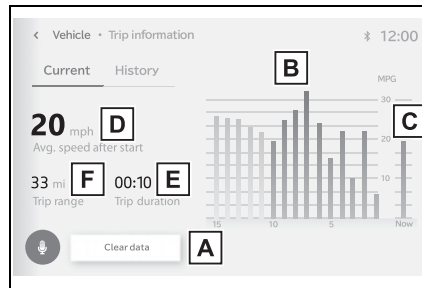 Vehicle • Trip information
12:00
Current History
B
MPG
30
20 mph D
C
Avg. speed after start
20
33 mi F 00:10 E
Trip range Trip duration
10
15 10 5 Now
Clear data A